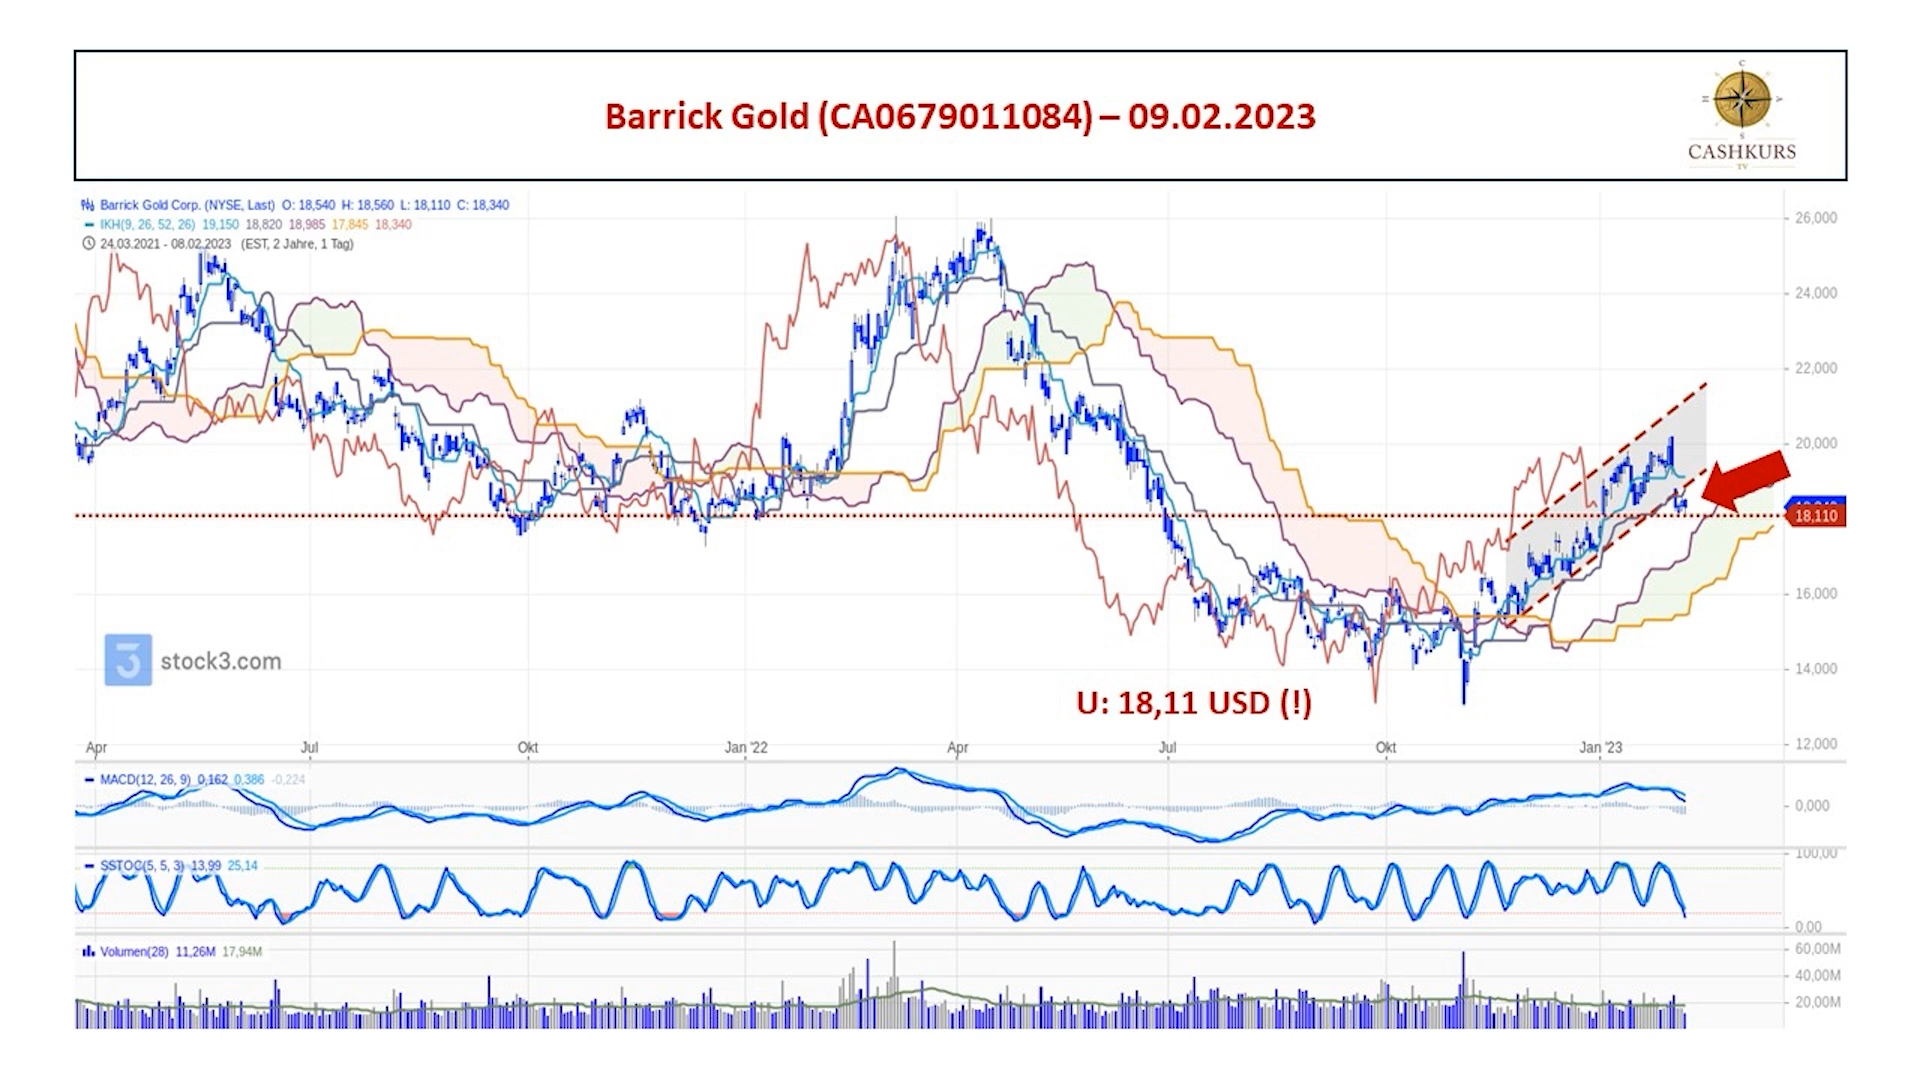 Barrick Gold (CA0679011084) – 09.02.2023
C
H
A
S
CASHKURS
TV
Barrick Gold Corp. (NYSE, Last) O: 18,540 H: 18,560 L: 18,110 C: 18,340
IKH(9, 26, 52, 26) 19,150 18,820 18,985 17,845 18,340
24.03.2021 - 08.02.2023 (EST, 2 Jahre, 1 Tag)
26,000
24,000
22,000
20,000
18,110
16,000
14,000
12,000
3 stock3.com
U: 18,11 USD (!)
Apr Jul Okt Jan '22 Apr Jul Okt Jan '23
MACD(12, 26, 9) 0,162 0,386 -0,224
0,000
SSTOC(5, 5, 3) 13,99 25,14
100,00
0,00
Volumen(28) 11,26M 17,94M
60,00M
40,00M
20,00M